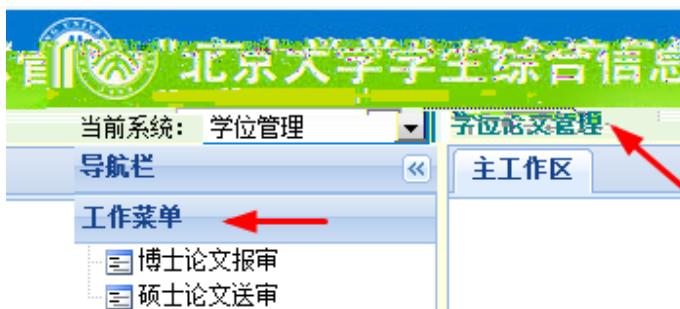 北京大学学生综合信息
当前系统： 学位管理 学位论文管理
导航栏 主工作区
工作菜单
博士论文报审
硕士论文送审